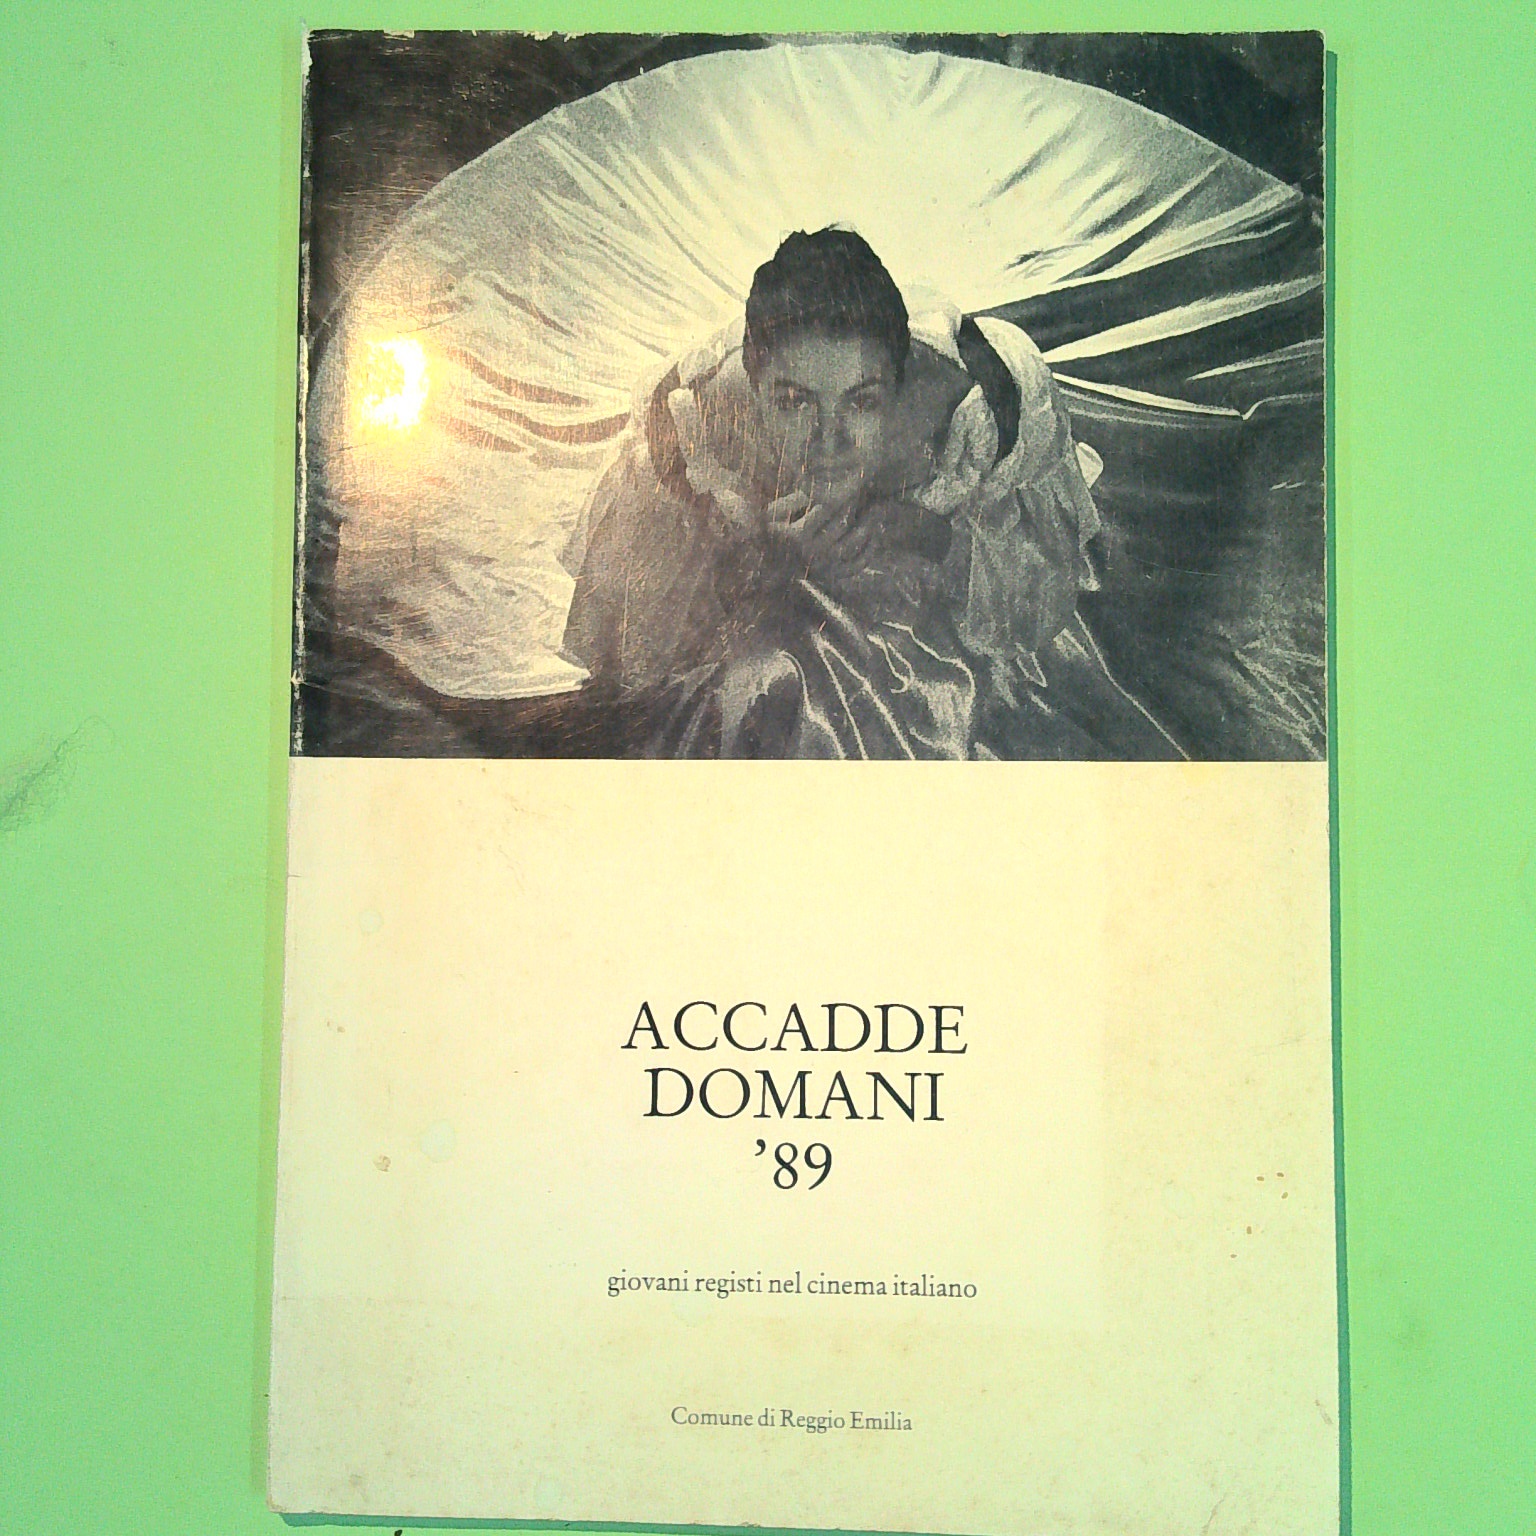 ACCADDE
DOMANI
’89
giovani registi nel cinema italiano
Comune di Reggio Emilia